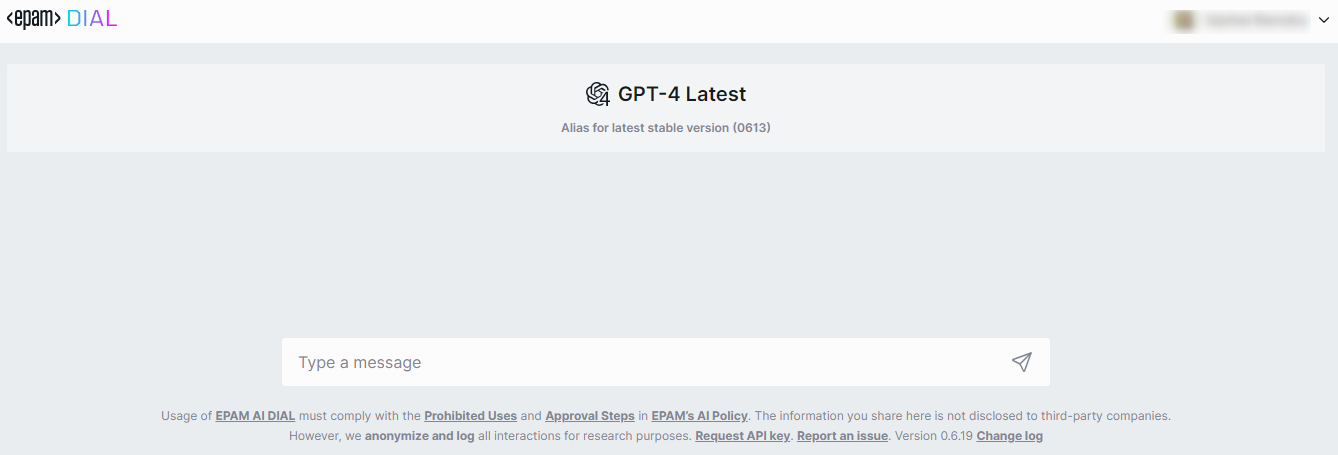 <epam> DIAL
GPT-4 Latest
Alias for latest stable version (0613)
Type a message
Usage of EPAM AI DIAL must comply with the Prohibited Uses and Approval Steps in EPAM's AI Policy. The information you share here is not disclosed to third-party companies.
However, we anonymize and log all interactions for research purposes. Request API key. Report an issue. Version 0.6.19 Change log